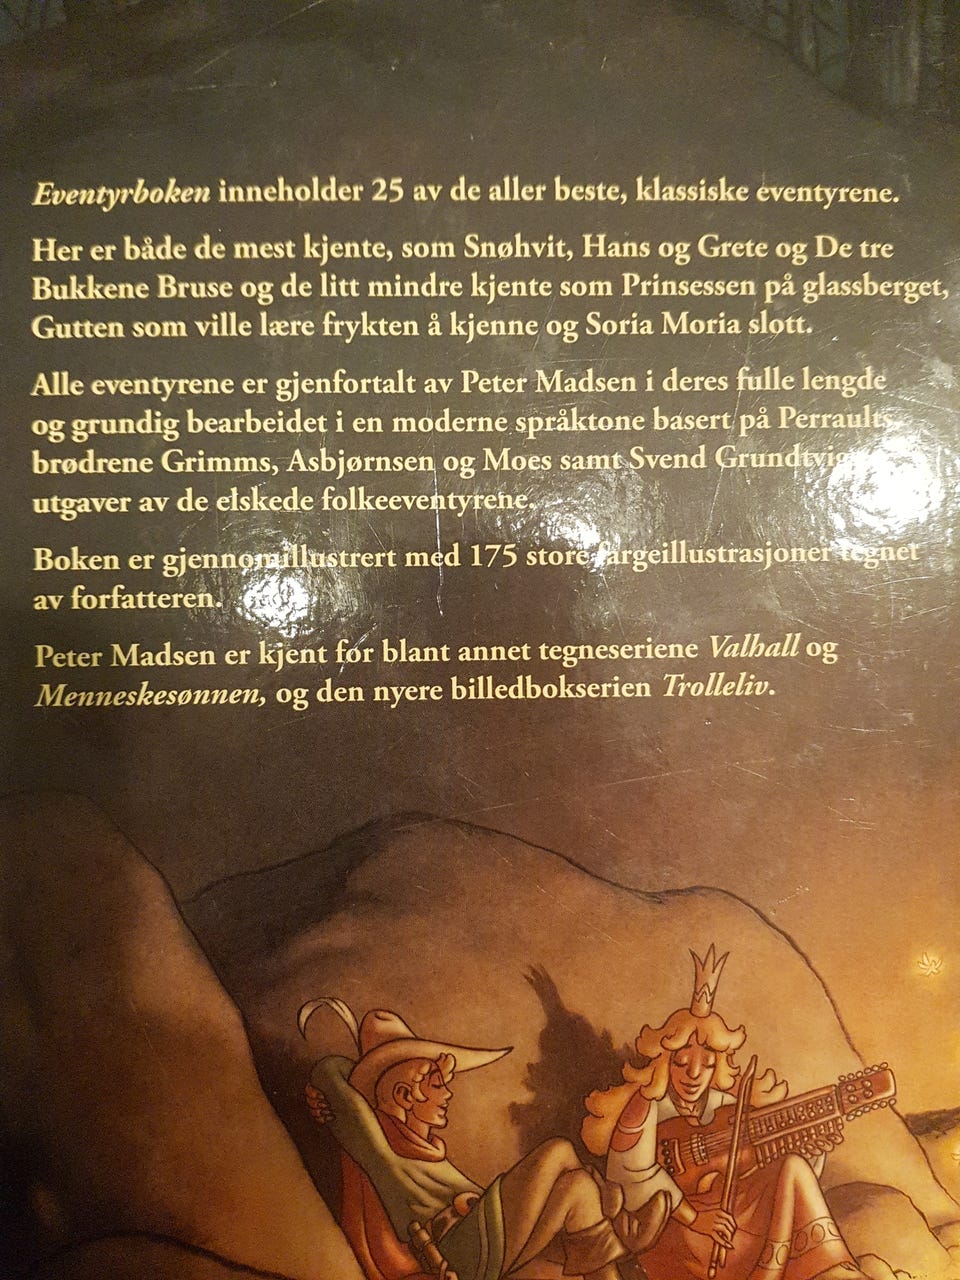 Eventyrboken inneholder 25 av de aller beste, klassiske eventyrene.
Her er både de mest kjente, som Snøhvit, Hans og Grete og De tre
Bukkene Bruse og de litt mindre kjente som Prinsessen på glassberget,
Gutten som ville lære frykten å kjenne og Soria Moria slott.
Alle eventyrene er gjenfortalt av Peter Madsen i deres fulle lengde
og grundig bearbeidet i en moderne språktone basert på Perraults,
brødrene Grimms, Asbjørnsen og Moes samt Svend Grundtvigs
utgaver av de elskede folkeeventyrene.
Boken er gjennomillustrert med 175 store fargeillustrasjoner tegnet
av forfatteren.
Peter Madsen er kjent for blant annet tegneseriene Valhall og
Menneskesønnen, og den nyere billedbokserien Trolleliv.